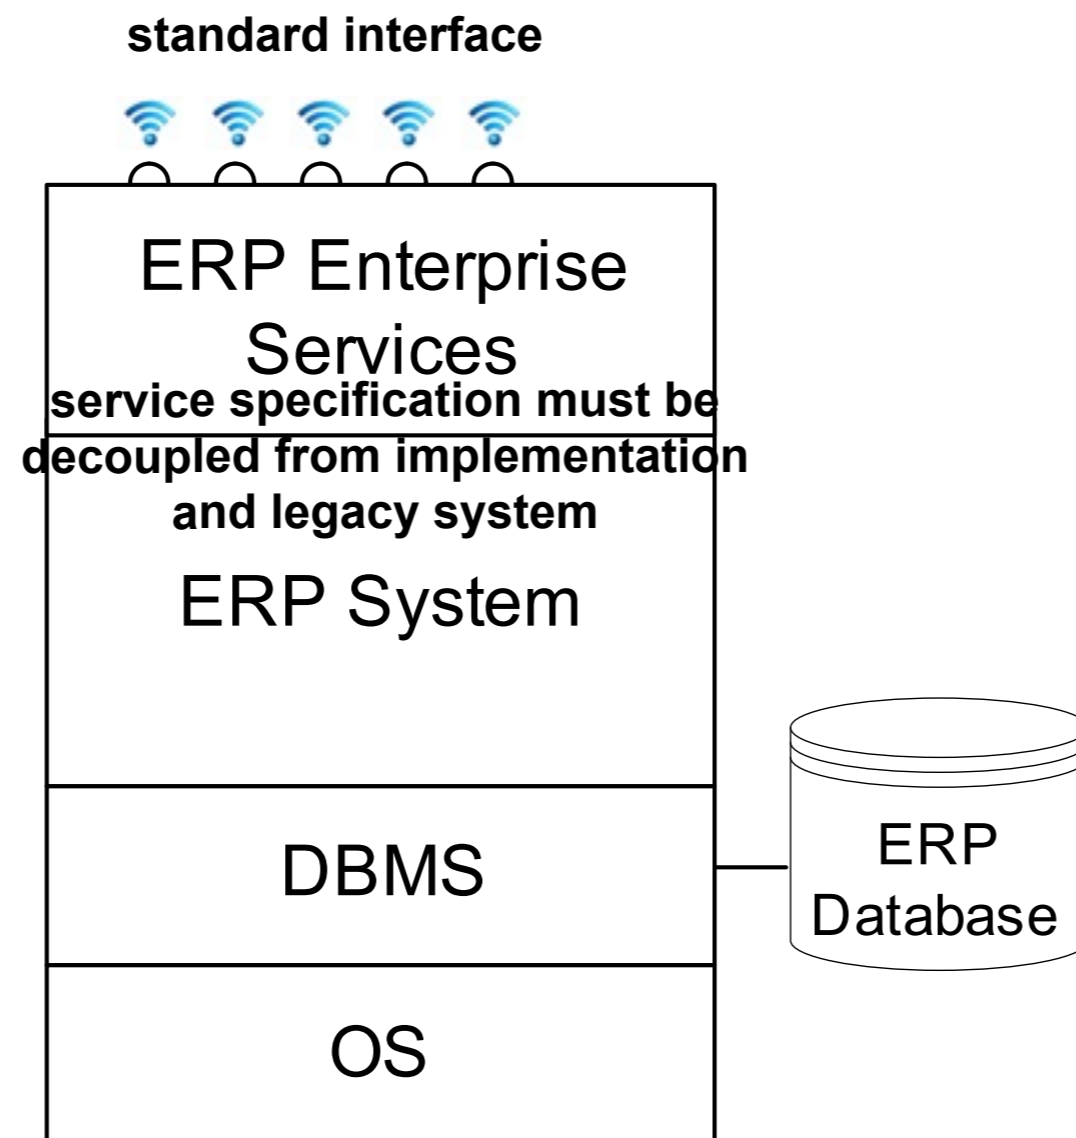 standard interface
ERP Enterprise
Services
service specification must be
decoupled from implementation
and legacy system
ERP System
DBMS
ERP
Database
OS